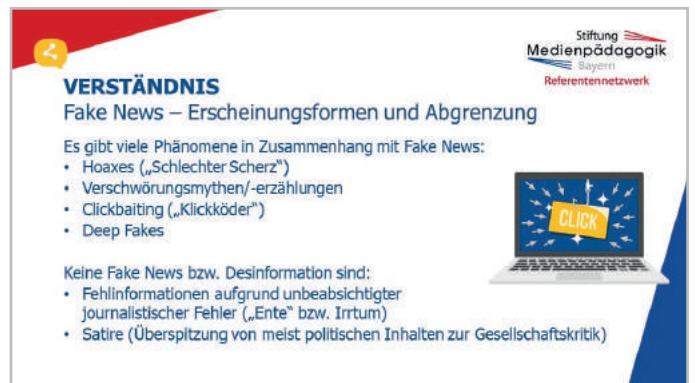 Stiftung
Medienpädagogik
Bayern
Referentennetzwerk
VERSTÄNDNIS
Fake News – Erscheinungsformen und Abgrenzung
Es gibt viele Phänomene in Zusammenhang mit Fake News:
• Hoaxes („Schlechter Scherz“)
• Verschwörungsmythen/-erzählungen
• Clickbaiting („Klickköder“)
• Deep Fakes
CLICK
Keine Fake News bzw. Desinformation sind:
• Fehlinformationen aufgrund unbeabsichtigter
journalistischer Fehler („Ente“ bzw. Irrtum)
• Satire (Überspitzung von meist politischen Inhalten zur Gesellschaftskritik)